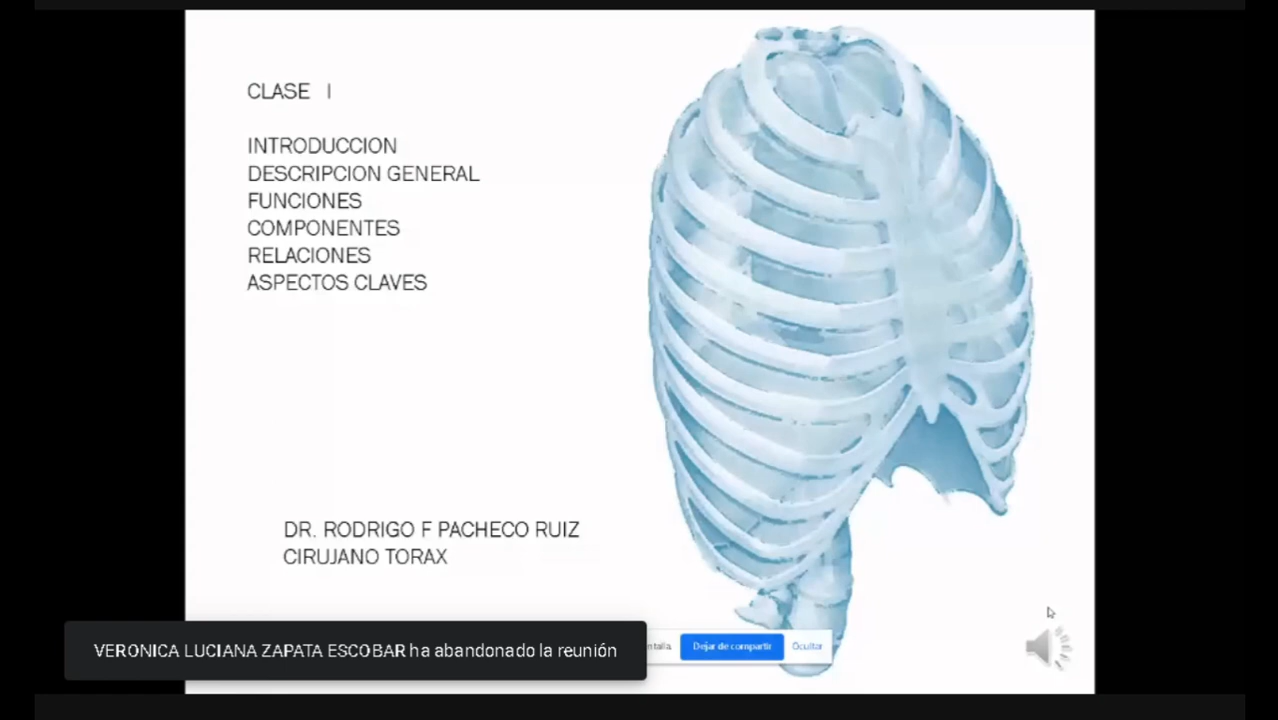 CLASE I
INTRODUCCION
DESCRIPCION GENERAL
FUNCIONES
COMPONENTES
RELACIONES
ASPECTOS CLAVES
DR. RODRIGO F PACHECO RUIZ
CIRUJANO TORAX
VERONICA LUCIANA ZAPATA ESCOBAR ha abandonado la reunión
Dejar de compartir
Ocultar